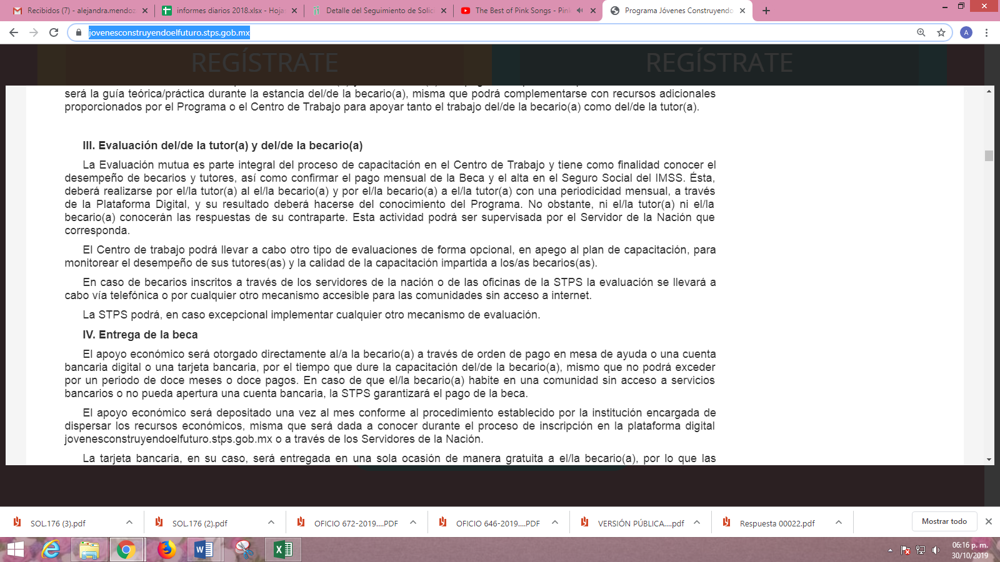 Recibidos (7) - alejandra.mendoz
informes diarios 2018.xlsx - Hoja
Detalle del Seguimiento de Solic
The Best of Pink Songs - Pin
Programa Jóvenes Construyendo
jovenesconstruyendoelfuturo.stps.gob.mx
A
REGÍSTRATE
REGÍSTRATE
será la guía teórica/práctica durante la estancia del/de la becario(a), misma que podrá complementarse con recursos adicionales
proporcionados por el Programa o el Centro de Trabajo para apoyar tanto el trabajo del/de la becario(a) como del/de la tutor(a).
III. Evaluación del/de la tutor(a) y del/de la becario(a)
La Evaluación mutua es parte integral del proceso de capacitación en el Centro de Trabajo y tiene como finalidad conocer el
desempeño de becarios y tutores, así como confirmar el pago mensual de la Beca y el alta en el Seguro Social del IMSS. Ésta,
deberá realizarse por el/la tutor(a) al el/la becario(a) y por el/la becario(a) a el/la tutor(a) con una periodicidad mensual, a través
de la Plataforma Digital, y su resultado deberá hacerse del conocimiento del Programa. No obstante, ni el/la tutor(a) ni el/la
becario(a) conocerán las respuestas de su contraparte. Esta actividad podrá ser supervisada por el Servidor de la Nación que
corresponda.
El Centro de trabajo podrá llevar a cabo otro tipo de evaluaciones de forma opcional, en apego al plan de capacitación, para
monitorear el desempeño de sus tutores(as) y la calidad de la capacitación impartida a los/as becarios(as).
En caso de becarios inscritos a través de los servidores de la nación o de las oficinas de la STPS la evaluación se llevará a
cabo vía telefónica o por cualquier otro mecanismo accesible para las comunidades sin acceso a internet.
La STPS podrá, en caso excepcional implementar cualquier otro mecanismo de evaluación.
IV. Entrega de la beca
El apoyo económico será otorgado directamente al/a la becario(a) a través de orden de pago en mesa de ayuda o una cuenta
bancaria digital o una tarjeta bancaria, por el tiempo que dure la capacitación del/de la becario(a), mismo que no podrá exceder
por un periodo de doce meses o doce pagos. En caso de que el/la becario(a) habite en una comunidad sin acceso a servicios
bancarios o no pueda apertura una cuenta bancaria, la STPS garantizará el pago de la beca.
El apoyo económico será depositado una vez al mes conforme al procedimiento establecido por la institución encargada de
dispersar los recursos económicos, misma que será dada a conocer durante el proceso de inscripción en la plataforma digital
jovenesconstruyendoelfuturo.stps.gob.mx o a través de los Servidores de la Nación.
La tarjeta bancaria, en su caso, será entregada en una sola ocasión de manera gratuita a el/la becario(a), por lo que las
SOL.176 (3).pdf
SOL.176 (2).pdf
OFICIO 672-2019....PDF
OFICIO 646-2019....PDF
VERSIÓN PÚBLICA....pdf
Respuesta 00022.pdf
Mostrar todo
06:16 p. m.
30/10/2019